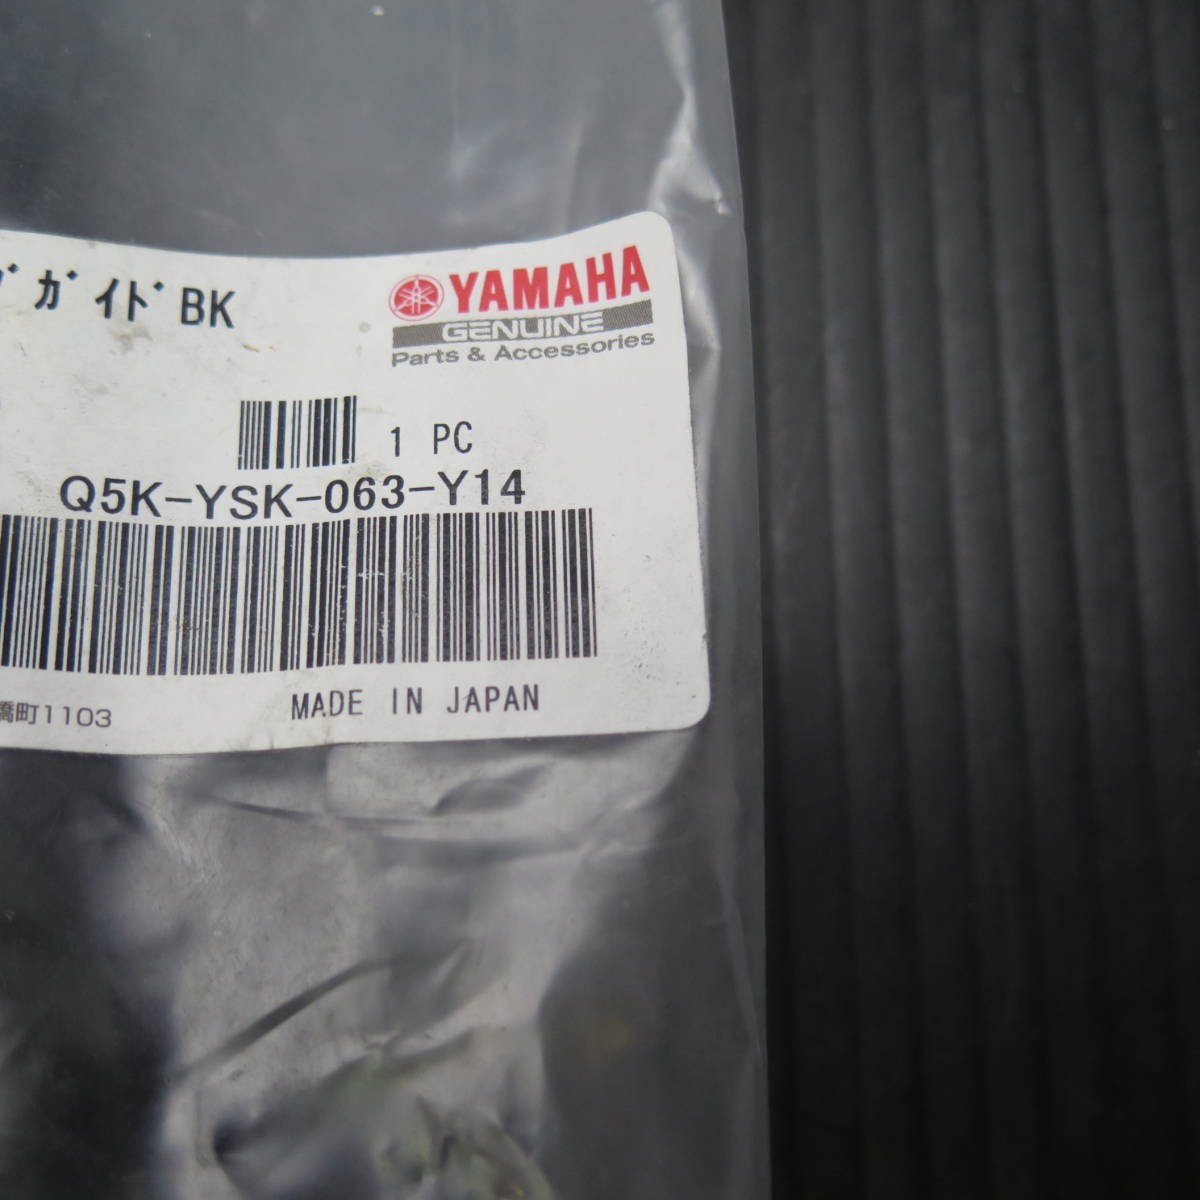 ｶﾞｲﾄﾞBK
YAMAHA
GENUINE
Parts & Accessories
1 PC
Q5K-YSK-063-Y14
MADE IN JAPAN
橋町1103